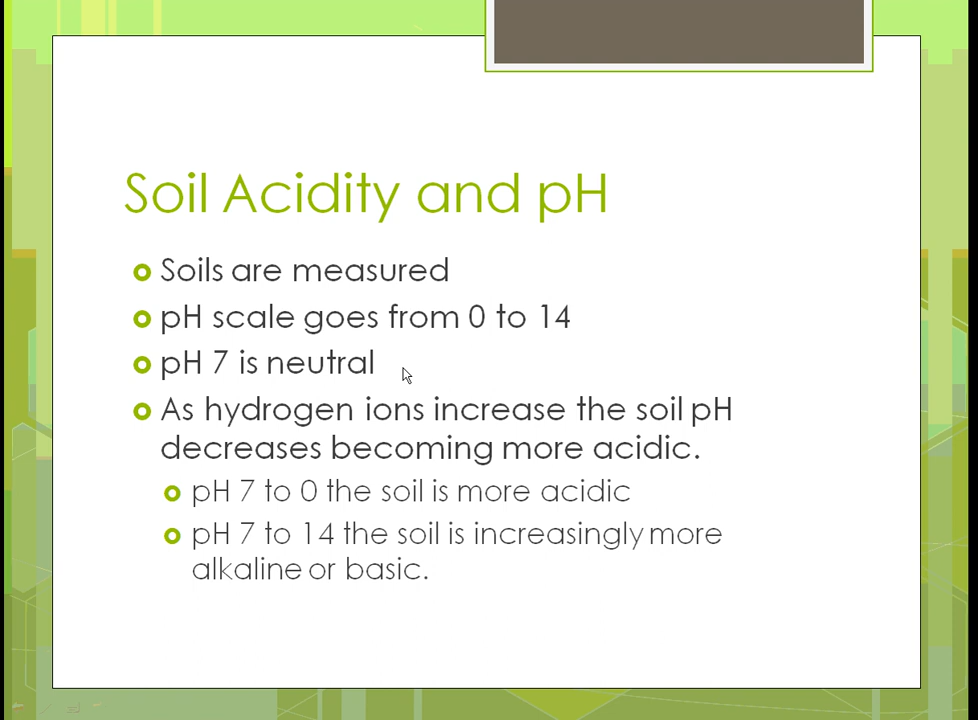 Soil Acidity and pH
Soils are measured
pH scale goes from 0 to 14
pH 7 is neutral
As hydrogen ions increase the soil pH
decreases becoming more acidic.
pH 7 to 0 the soil is more acidic
pH 7 to 14 the soil is increasingly more
alkaline or basic.